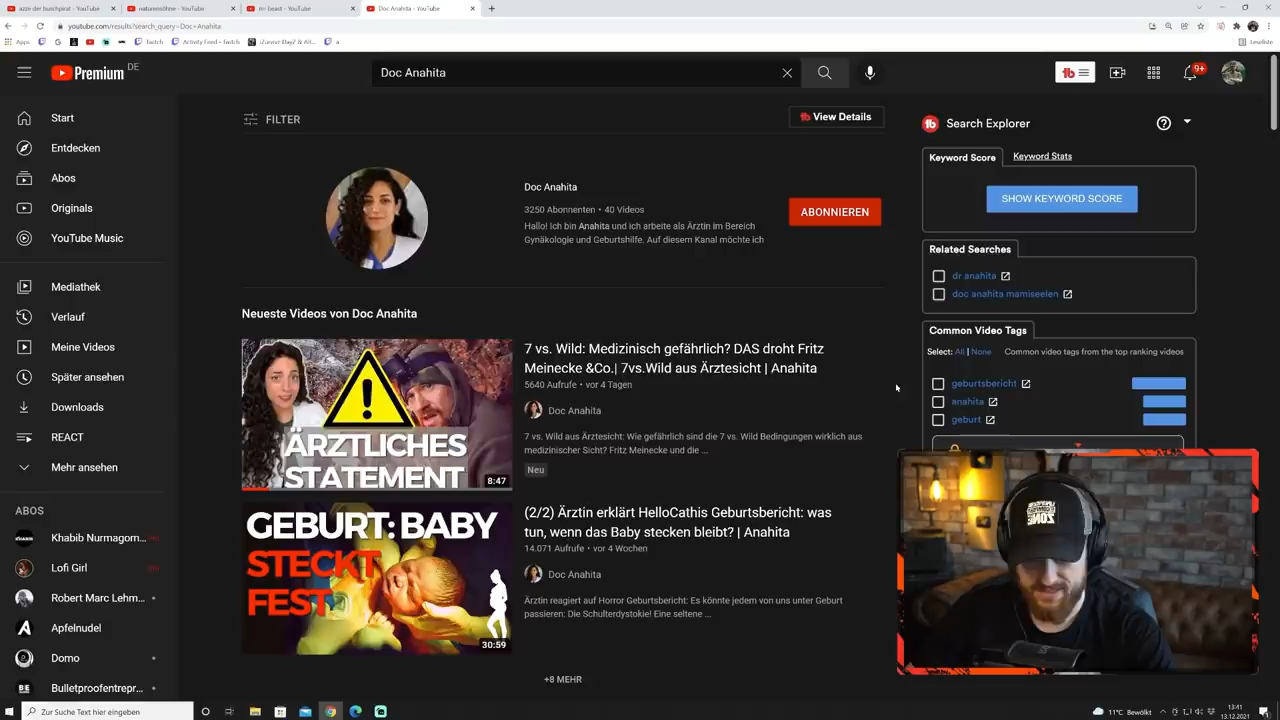 azze der buschpirat - YouTube
naturensöhne - YouTube
mr beast - YouTube
Doc Anahita - YouTube
youtube.com/results?search_query=Doc+Anahita
Apps
Twitch
Activity Feed - Twitch
a
Leseliste
Premium DE
Doc Anahita
9+
Start
Entdecken
Abos
Originals
YouTube Music
Mediathek
Verlauf
Meine Videos
Später ansehen
Downloads
REACT
Mehr ansehen
ABOS
Khabib Nurmagom...
Lofi Girl
Robert Marc Lehm...
Apfelnudel
Domo
Bulletproofentrepr...
FILTER
View Details
Doc Anahita
3250 Abonnenten • 40 Videos
Hallo! Ich bin Anahita und ich arbeite als Ärztin im Bereich
Gynäkologie und Geburtshilfe. Auf diesem Kanal möchte ich
ABONNIEREN
Neueste Videos von Doc Anahita
ÄRZTLICHES
STATEMENT
8:47
7 vs. Wild: Medizinisch gefährlich? DAS droht Fritz
Meinecke &Co.| 7vs.Wild aus Ärztesicht | Anahita
5640 Aufrufe • vor 4 Tagen
Doc Anahita
7 vs. Wild aus Ärztesicht: Wie gefährlich sind die 7 vs. Wild Bedingungen wirklich aus
medizinischer Sicht? Fritz Meinecke und die ...
Neu
GEBURT: BABY
STECKT
FEST
30:59
(2/2) Ärztin erklärt HelloCathis Geburtsbericht: was
tun, wenn das Baby stecken bleibt? | Anahita
14.071 Aufrufe • vor 4 Wochen
Doc Anahita
Ärztin reagiert auf Horror Geburtsbericht: Es könnte jedem von uns unter Geburt
passieren: Die Schulterdystokie! Eine seltene ...
+8 MEHR
Search Explorer
Keyword Score
Keyword Stats
SHOW KEYWORD SCORE
Related Searches
dr anahita
doc anahita mamiseelen
Common Video Tags
Select: All | None
Common video tags from the top ranking videos
geburtsbericht
anahita
geburt
ZONE
Zur Suche Text hier eingeben
11°C Bewölkt
13:41
13.12.2021